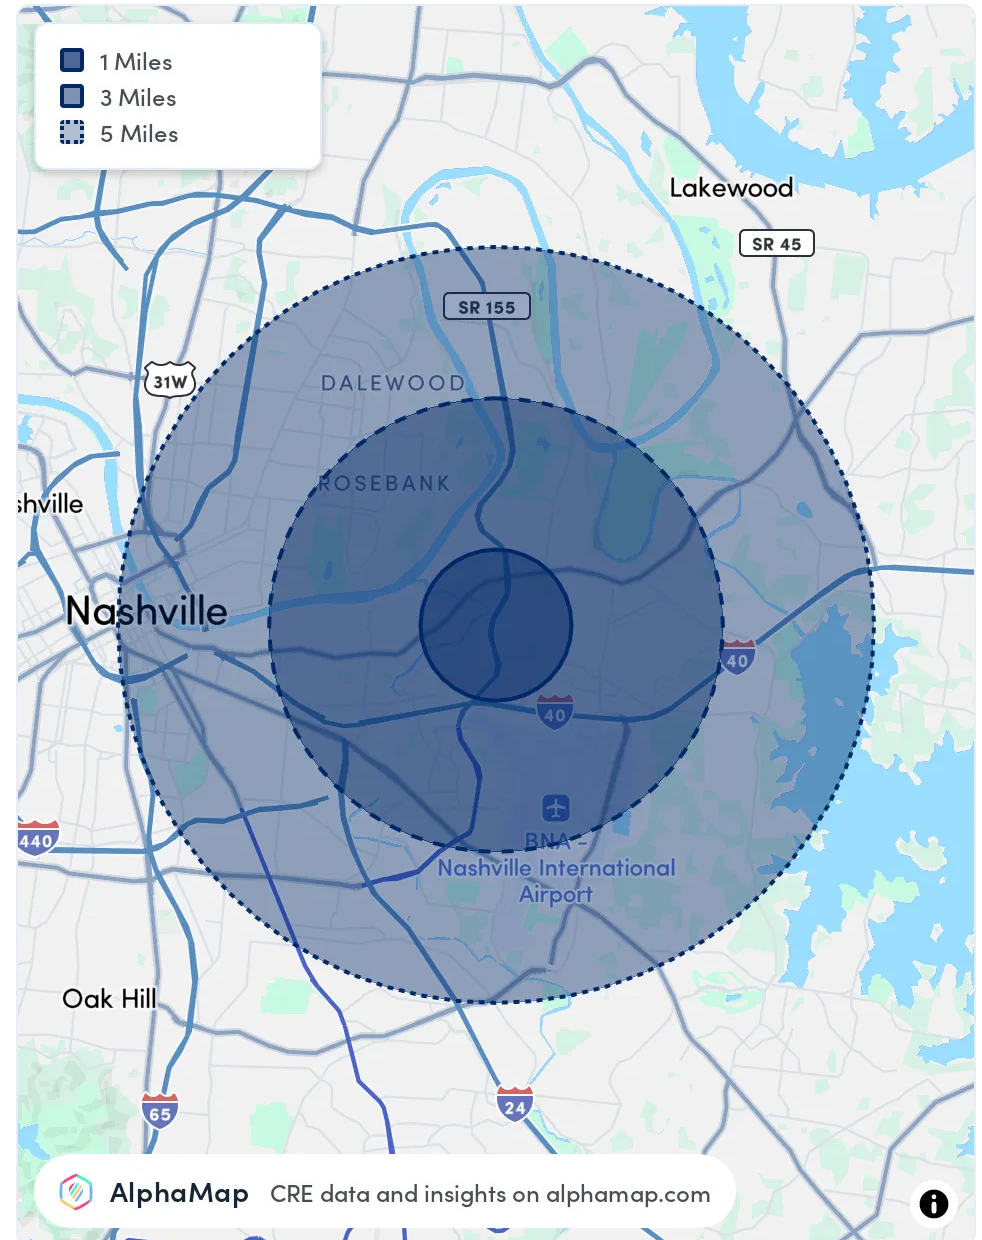 1 Miles
3 Miles
5 Miles
Lakewood
SR 45
SR 155
31W
DALEWOOD
ROSEBANK
shville
Nashville
40
40
BNA -
Nashville International
Airport
440
Oak Hill
65
24
AlphaMap CRE data and insights on alphamap.com